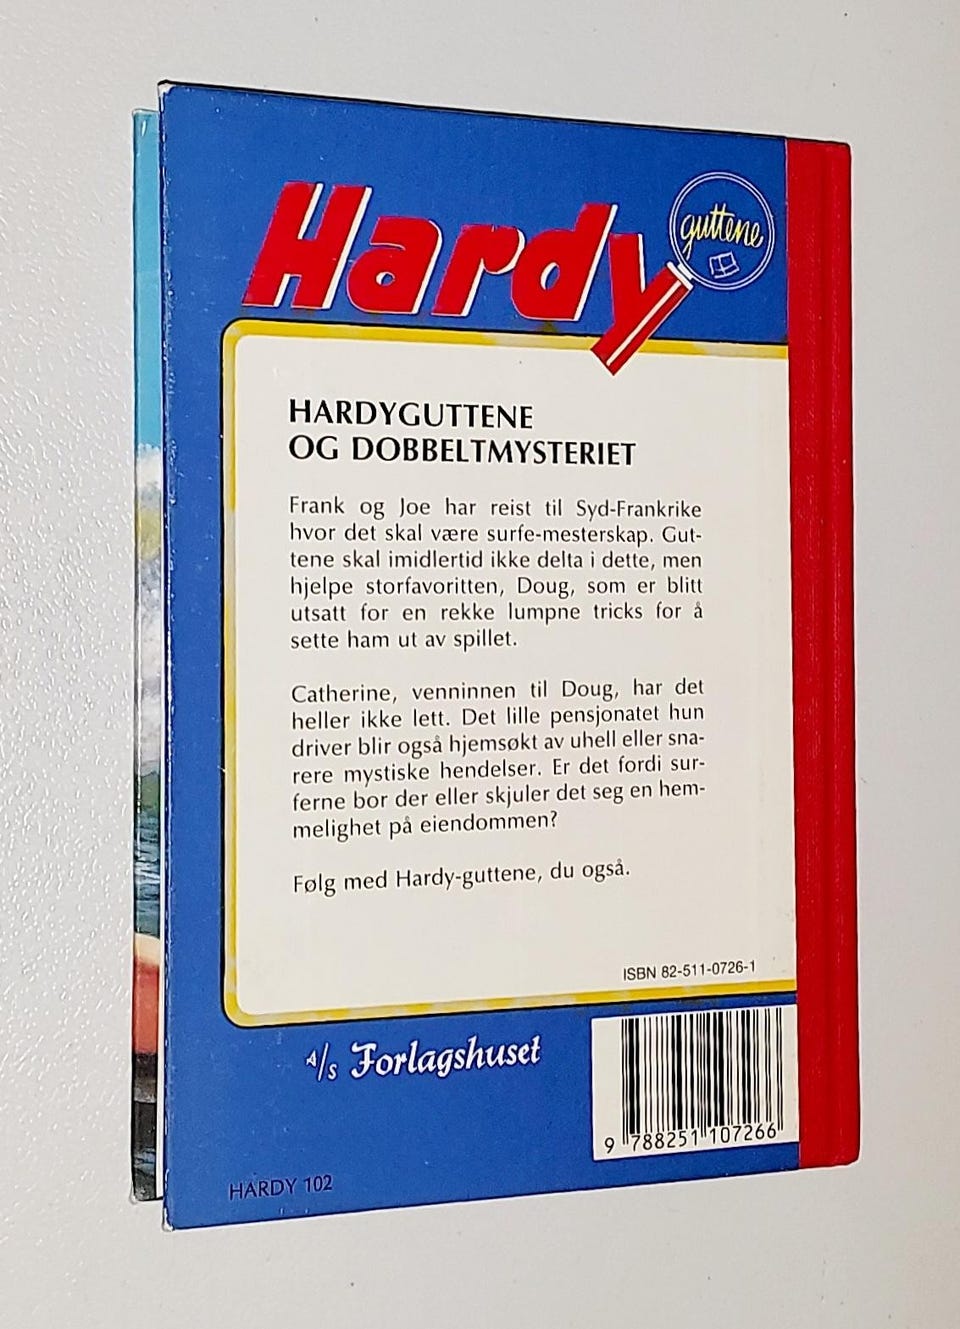 Hardy
guttene
HARDYGUTTENE
OG DOBBELTMYSTERIET
Frank og Joe har reist til Syd-Frankrike
hvor det skal være surfe-mesterskap. Gut-
tene skal imidlertid ikke delta i dette, men
hjelpe storfavoritten, Doug, som er blitt
utsatt for en rekke lumpne tricks for å
sette ham ut av spillet.
Catherine, venninnen til Doug, har det
heller ikke lett. Det lille pensjonatet hun
driver blir også hjemsøkt av uhell eller sna-
rere mystiske hendelser. Er det fordi sur-
ferne bor der eller skjuler det seg en hem-
melighet på eiendommen?
Følg med Hardy-guttene, du også.
ISBN 82-511-0726-1
A/s Forlagshuset
9 788251 107266
HARDY 102